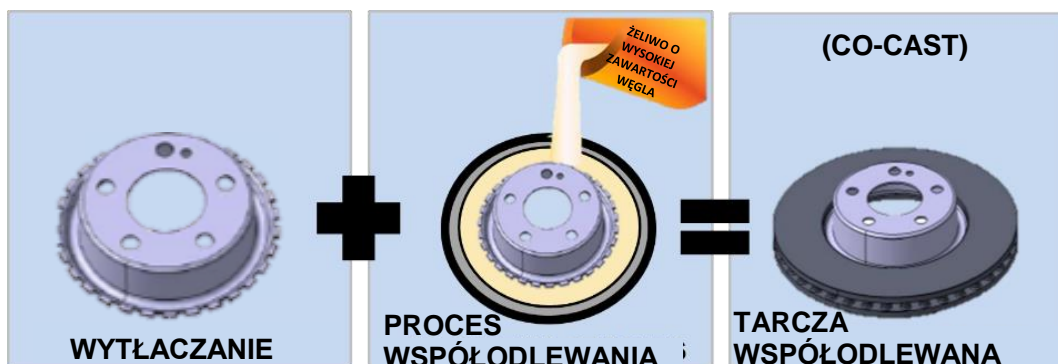 WYTŁACZANIE
ŻELIWO O
WYSOKIEJ
ZAWARTOŚCI
WĘGLA
PROCES
WSPÓŁODLEWANIA
(CO-CAST)
TARCZA
WSPÓŁODLEWANA